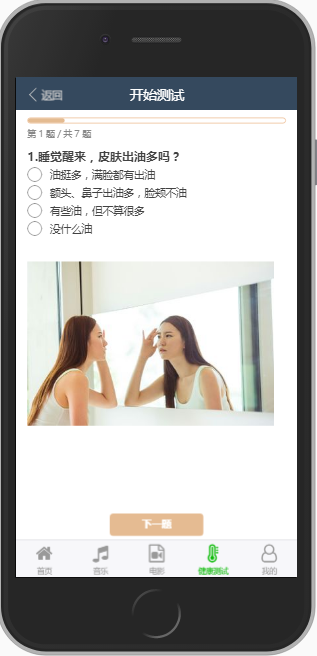 返回
开始测试
第 1 题 / 共 7 题
1.睡觉醒来，皮肤出油多吗？
油挺多，满脸都有出油
额头、鼻子出油多，脸颊不油
有些油，但不算很多
没什么油
下一题
首页
音乐
电影
健康测试
我的